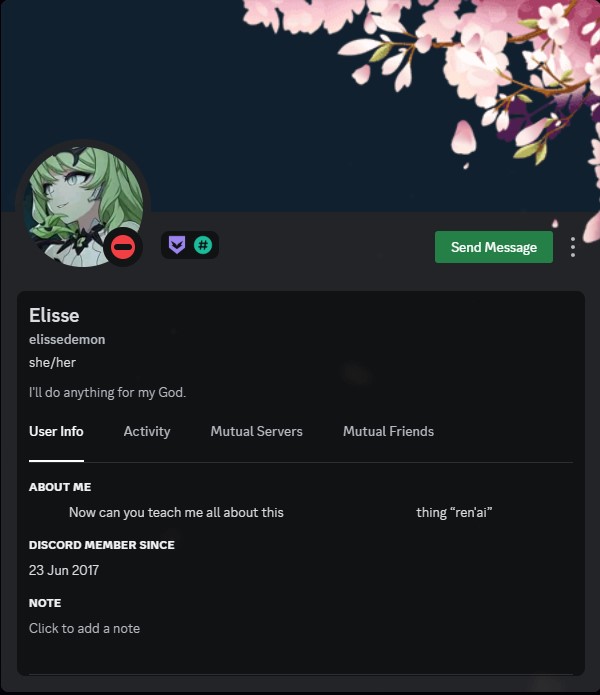 Send Message
Elisse
elissedemon
she/her
I'll do anything for my God.
User Info Activity Mutual Servers Mutual Friends
ABOUT ME
Now can you teach me all about this thing “ren'ai”
DISCORD MEMBER SINCE
23 Jun 2017
NOTE
Click to add a note